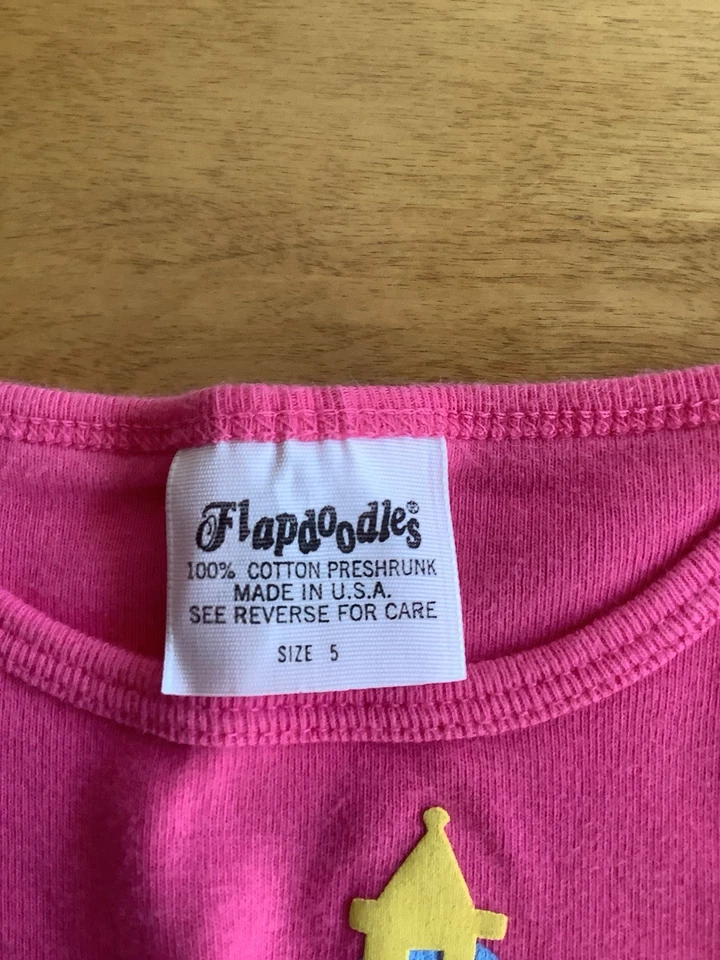 Flapdoodles®
100% COTTON PRESHRUNK
MADE IN U.S.A.
SEE REVERSE FOR CARE
SIZE 5